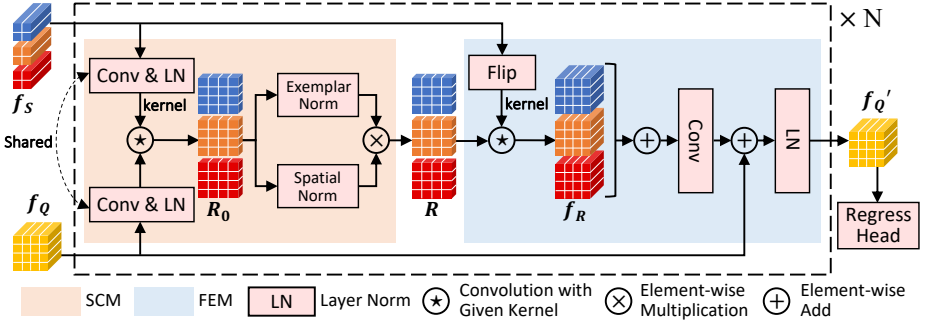 × N
f_S
Conv & LN
kernel
Shared
Conv & LN
f_Q
R_0
Exemplar
Norm
Spatial
Norm
R
Flip
kernel
f_R
Conv
LN
f_Q'
Regress
Head
SCM
FEM
LN
Layer Norm
Convolution with
Given Kernel
Element-wise
Multiplication
Element-wise
Add